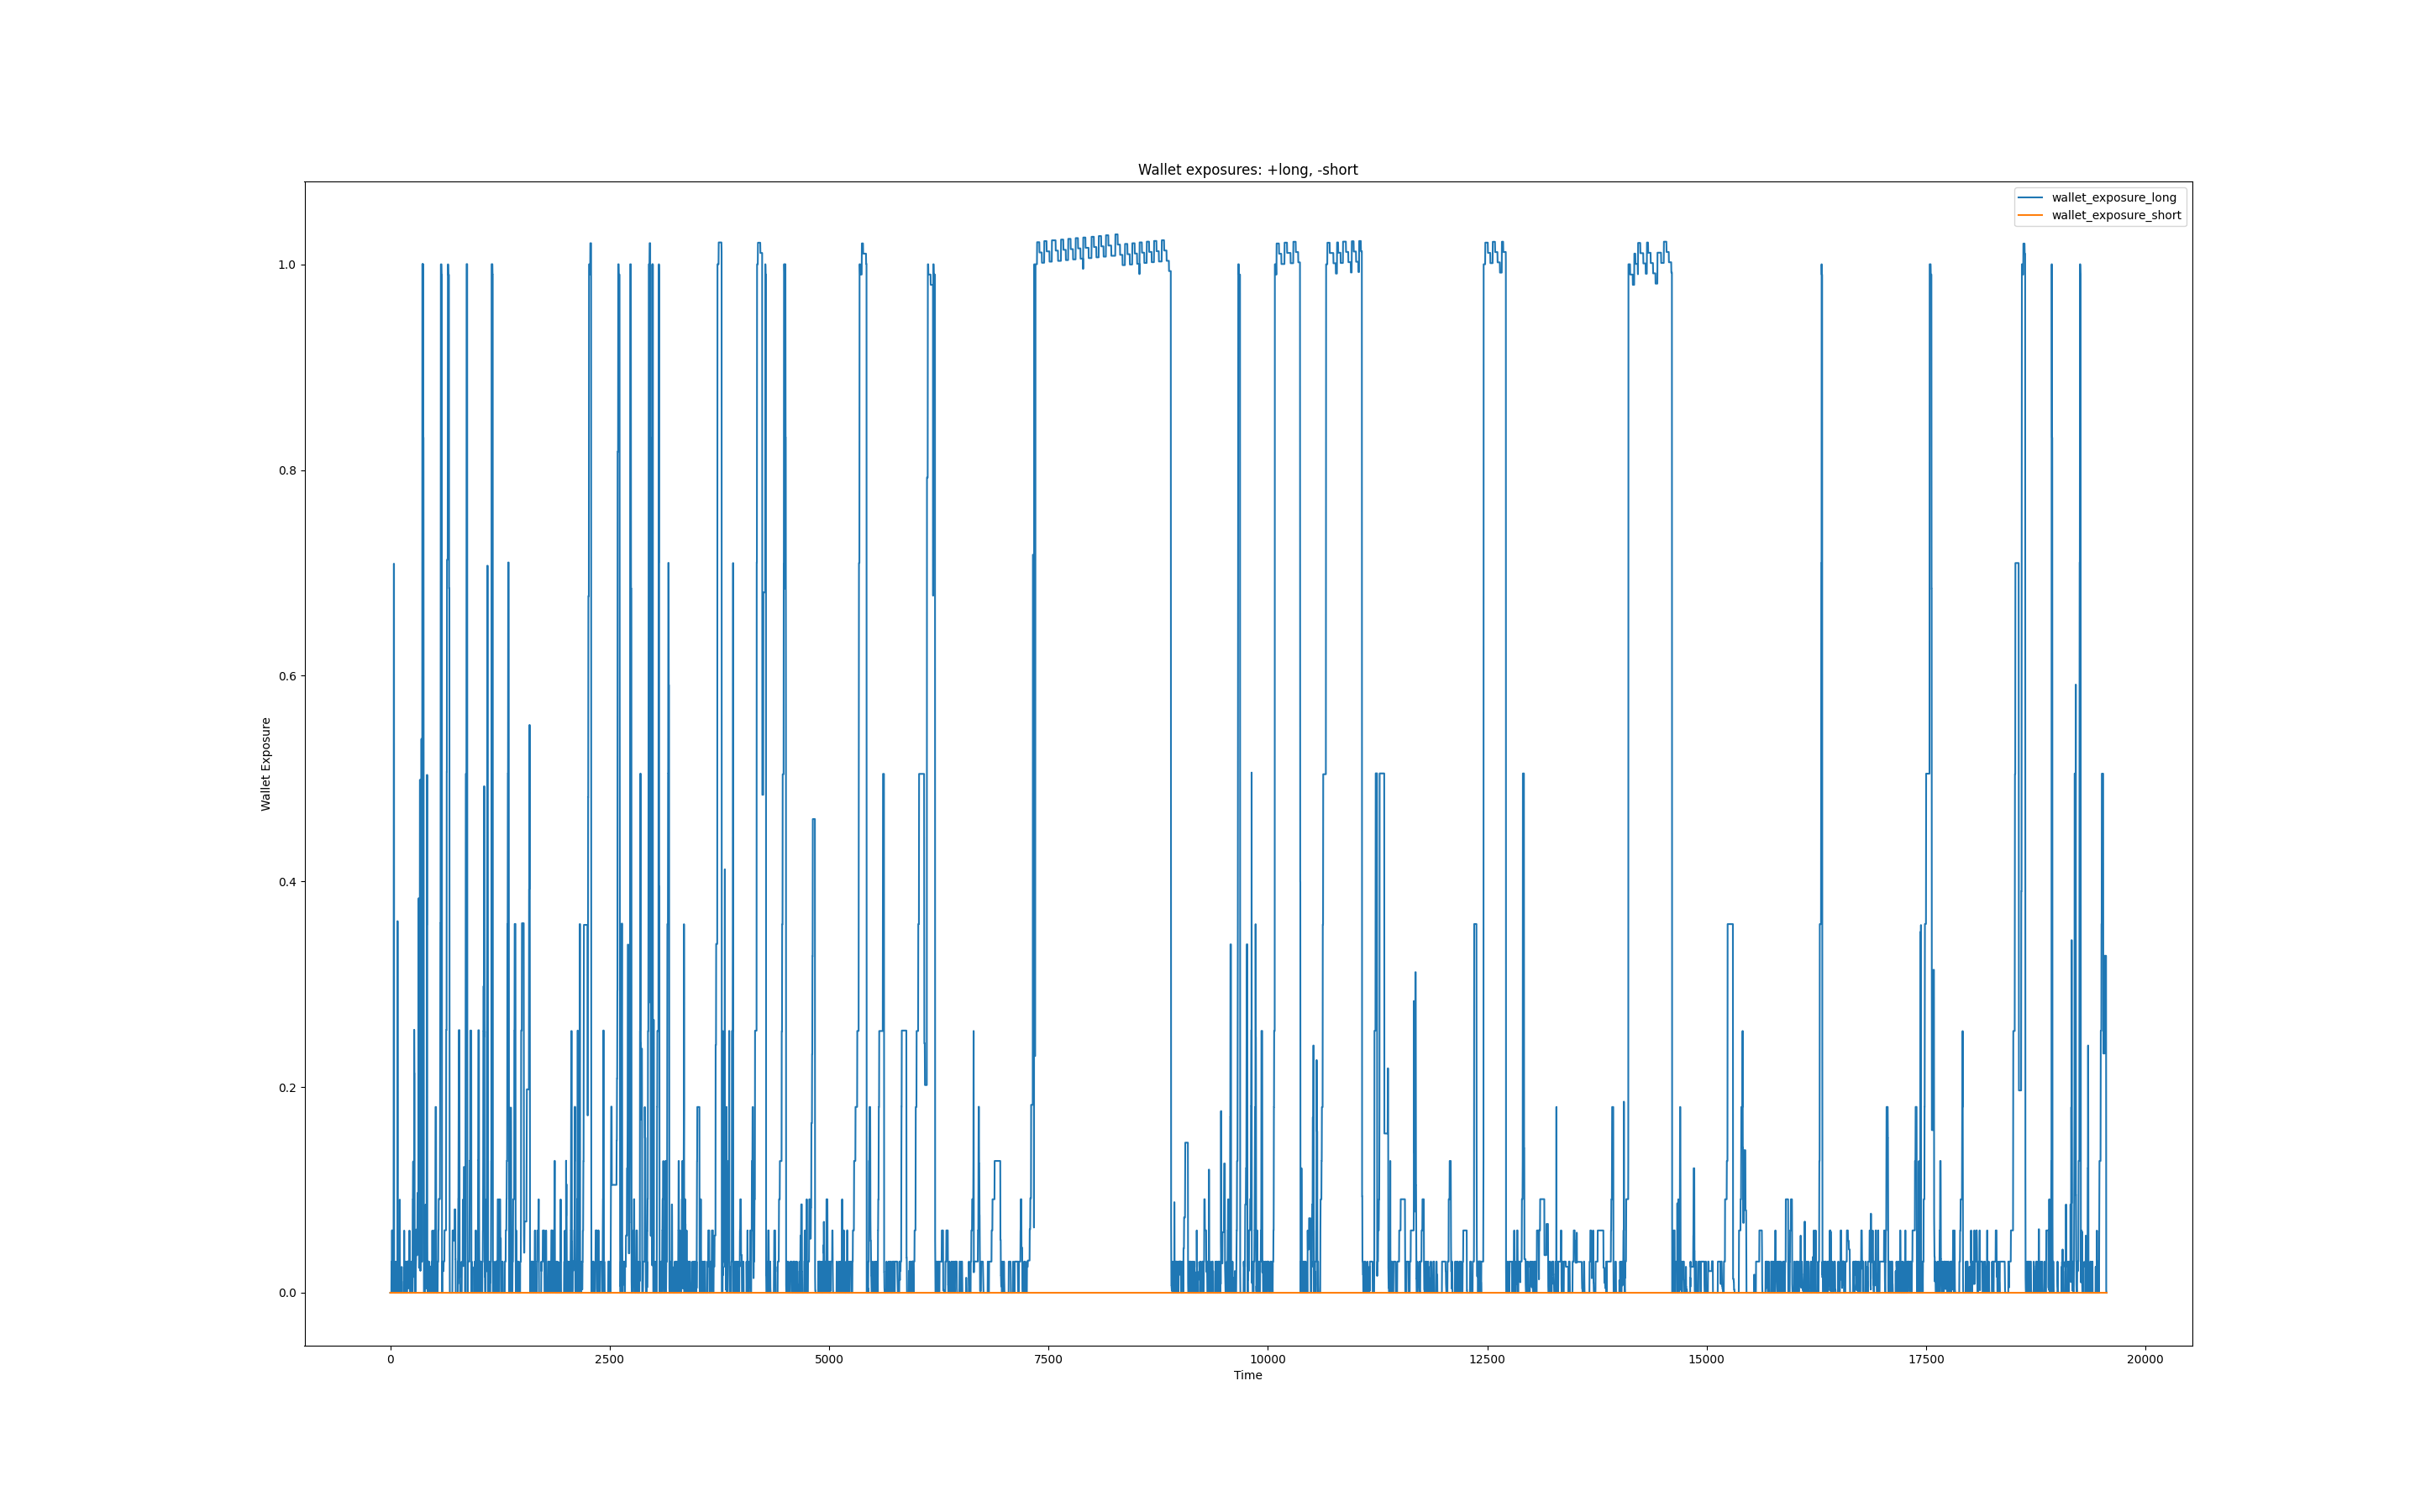 Wallet exposures: +long, -short
wallet_exposure_long
wallet_exposure_short
1.0
0.8
0.6
0.4
0.2
0.0
Wallet Exposure
0 2500 5000 7500 10000 12500 15000 17500 20000
Time